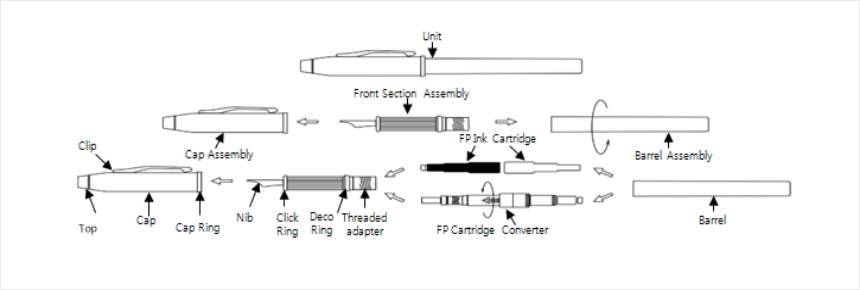 Unit
Front Section Assembly
FP Ink Cartridge
Clip
Cap Assembly
Barrel Assembly
Top
Cap
Cap Ring
Nib
Click
Ring
Deco
Ring
Threaded
adapter
FP Cartridge Converter
Barrel